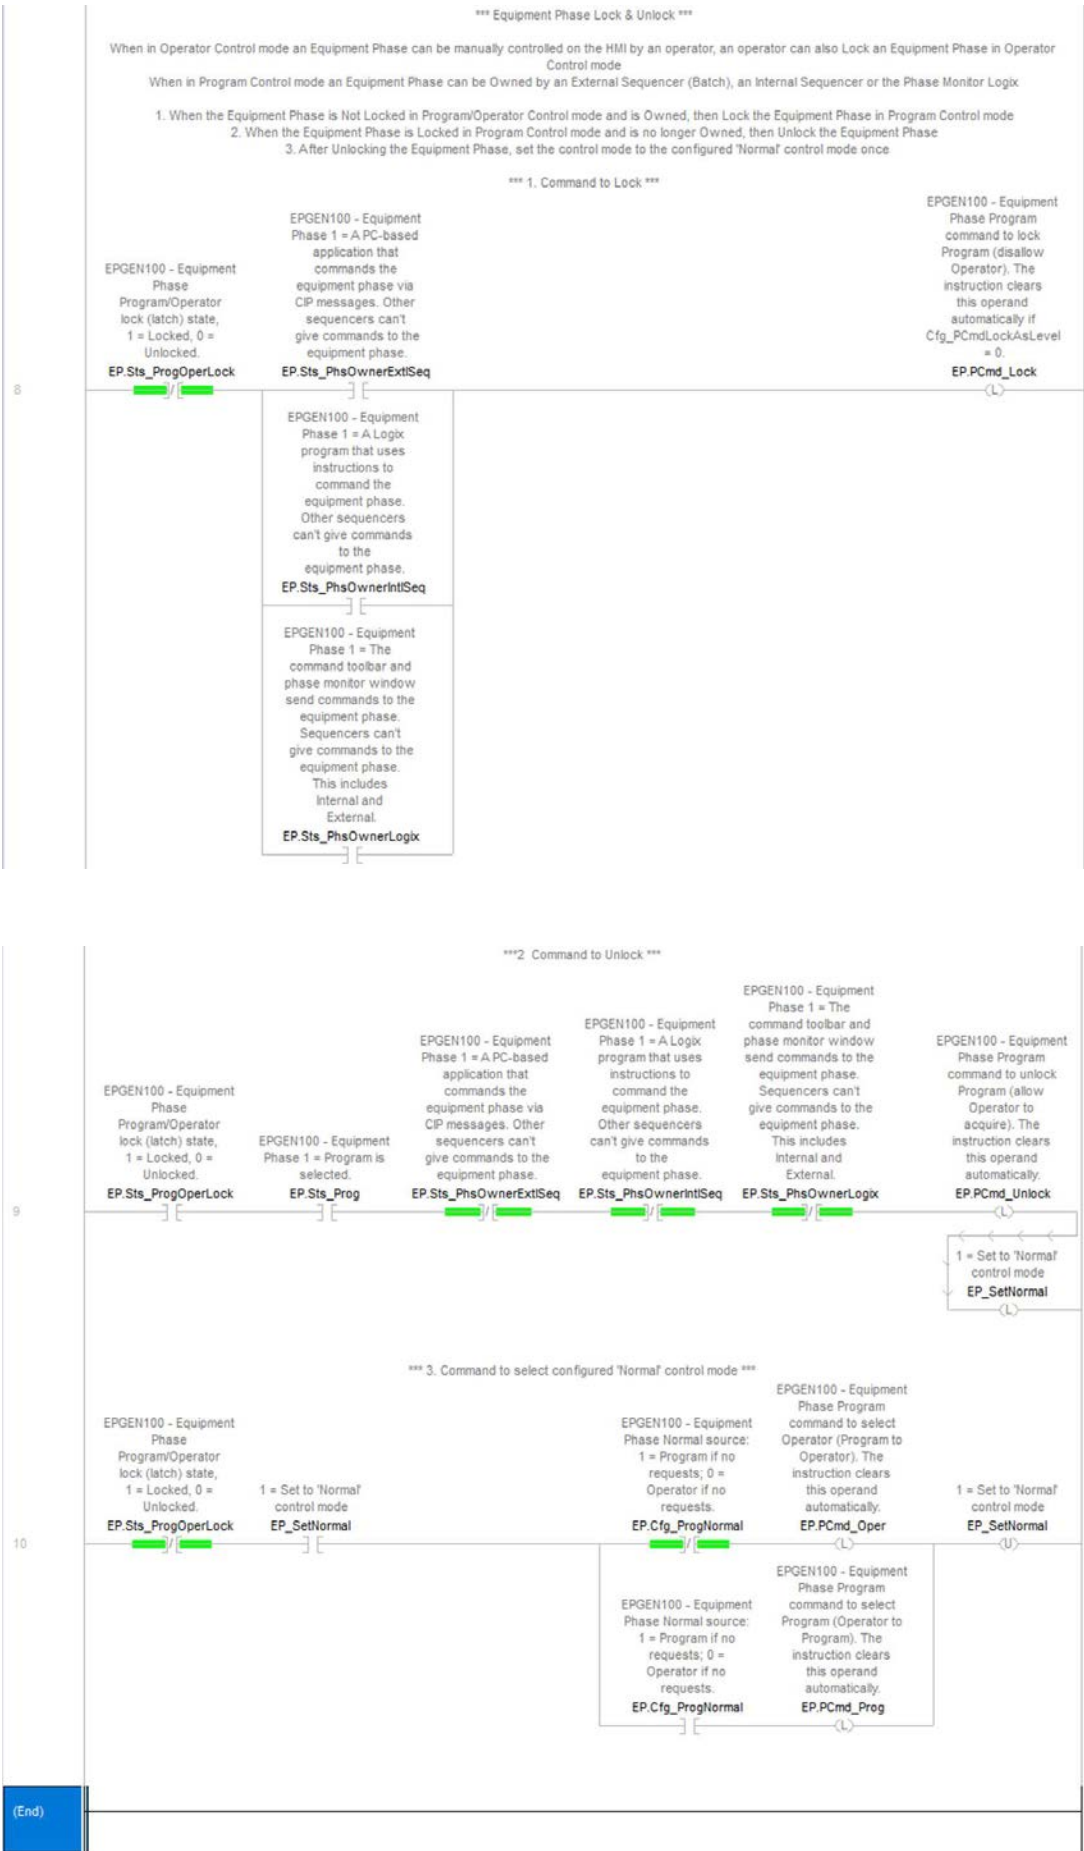 *** Equipment Phase Lock & Unlock ***
When in Operator Control mode an Equipment Phase can be manually controlled on the HMI by an operator, an operator can also Lock an Equipment Phase in Operator
Control mode
When in Program Control mode an Equipment Phase can be Owned by an External Sequencer (Batch), an Internal Sequencer or the Phase Monitor Logix
1. When the Equipment Phase is Not Locked in Program/Operator Control mode and is Owned, then Lock the Equipment Phase in Program Control mode
2. When the Equipment Phase is Locked in Program Control mode and is no longer Owned, then Unlock the Equipment Phase
3. After Unlocking the Equipment Phase, set the control mode to the configured 'Normal' control mode once
*** 1. Command to Lock ***
8
EPGEN100 - Equipment
Phase
Program/Operator
lock (latch) state,
1 = Locked, 0 =
Unlocked.
EP.Sts_ProgOperLock
EPGEN100 - Equipment
Phase 1 = A PC-based
application that
commands the
equipment phase via
CIP messages. Other
sequencers can't
give commands to the
equipment phase.
EP.Sts_PhsOwnerExtlSeq
EPGEN100 - Equipment
Phase Program
command to lock
Program (disallow
Operator). The
instruction clears
this operand
automatically if
Cfg_PCmdLockAsLevel
= 0.
EP.PCmd_Lock
L
EPGEN100 - Equipment
Phase 1 = A Logix
program that uses
instructions to
command the
equipment phase.
Other sequencers
can't give commands
to the
equipment phase.
EP.Sts_PhsOwnerIntlSeq
EPGEN100 - Equipment
Phase 1 = The
command toolbar and
phase monitor window
send commands to the
equipment phase.
Sequencers can't
give commands to the
equipment phase.
This includes
Internal and
External.
EP.Sts_PhsOwnerLogix
***2 Command to Unlock ***
9
EPGEN100 - Equipment
Phase
Program/Operator
lock (latch) state,
1 = Locked, 0 =
Unlocked.
EP.Sts_ProgOperLock
EPGEN100 - Equipment
Phase 1 = Program is
selected.
EP.Sts_Prog
EPGEN100 - Equipment
Phase 1 = A PC-based
application that
commands the
equipment phase via
CIP messages. Other
sequencers can't
give commands to the
equipment phase.
EP.Sts_PhsOwnerExtlSeq
EPGEN100 - Equipment
Phase 1 = A Logix
program that uses
instructions to
command the
equipment phase.
Other sequencers
can't give commands
to the
equipment phase.
EP.Sts_PhsOwnerIntlSeq
EPGEN100 - Equipment
Phase 1 = The
command toolbar and
phase monitor window
send commands to the
equipment phase.
Sequencers can't
give commands to the
equipment phase.
This includes
Internal and
External.
EP.Sts_PhsOwnerLogix
EPGEN100 - Equipment
Phase Program
command to unlock
Program (allow
Operator to
acquire). The
instruction clears
this operand
automatically.
EP.PCmd_Unlock
L
1 = Set to 'Normal'
control mode
EP_SetNormal
L
*** 3. Command to select configured 'Normal' control mode ***
10
EPGEN100 - Equipment
Phase
Program/Operator
lock (latch) state,
1 = Locked, 0 =
Unlocked.
EP.Sts_ProgOperLock
1 = Set to 'Normal'
control mode
EP_SetNormal
EPGEN100 - Equipment
Phase Normal source:
1 = Program if no
requests; 0 =
Operator if no
requests.
EP.Cfg_ProgNormal
EPGEN100 - Equipment
Phase Program
command to select
Operator (Program to
Operator). The
instruction clears
this operand
automatically.
EP.PCmd_Oper
L
1 = Set to 'Normal'
control mode
EP_SetNormal
U
EPGEN100 - Equipment
Phase Normal source:
1 = Program if no
requests; 0 =
Operator if no
requests.
EP.Cfg_ProgNormal
EPGEN100 - Equipment
Phase Program
command to select
Program (Operator to
Program). The
instruction clears
this operand
automatically.
EP.PCmd_Prog
L
(End)